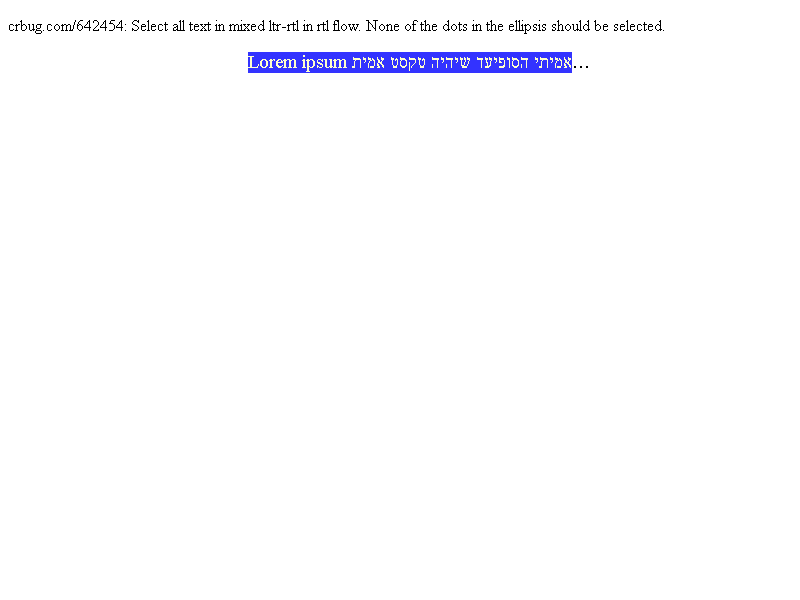 crbug.com/642454: Select all text in mixed ltr-rtl in rtl flow. None of the dots in the ellipsis should be selected.
Lorem ipsum אמיתי הסופיעד שיהיה טקסט אמית…